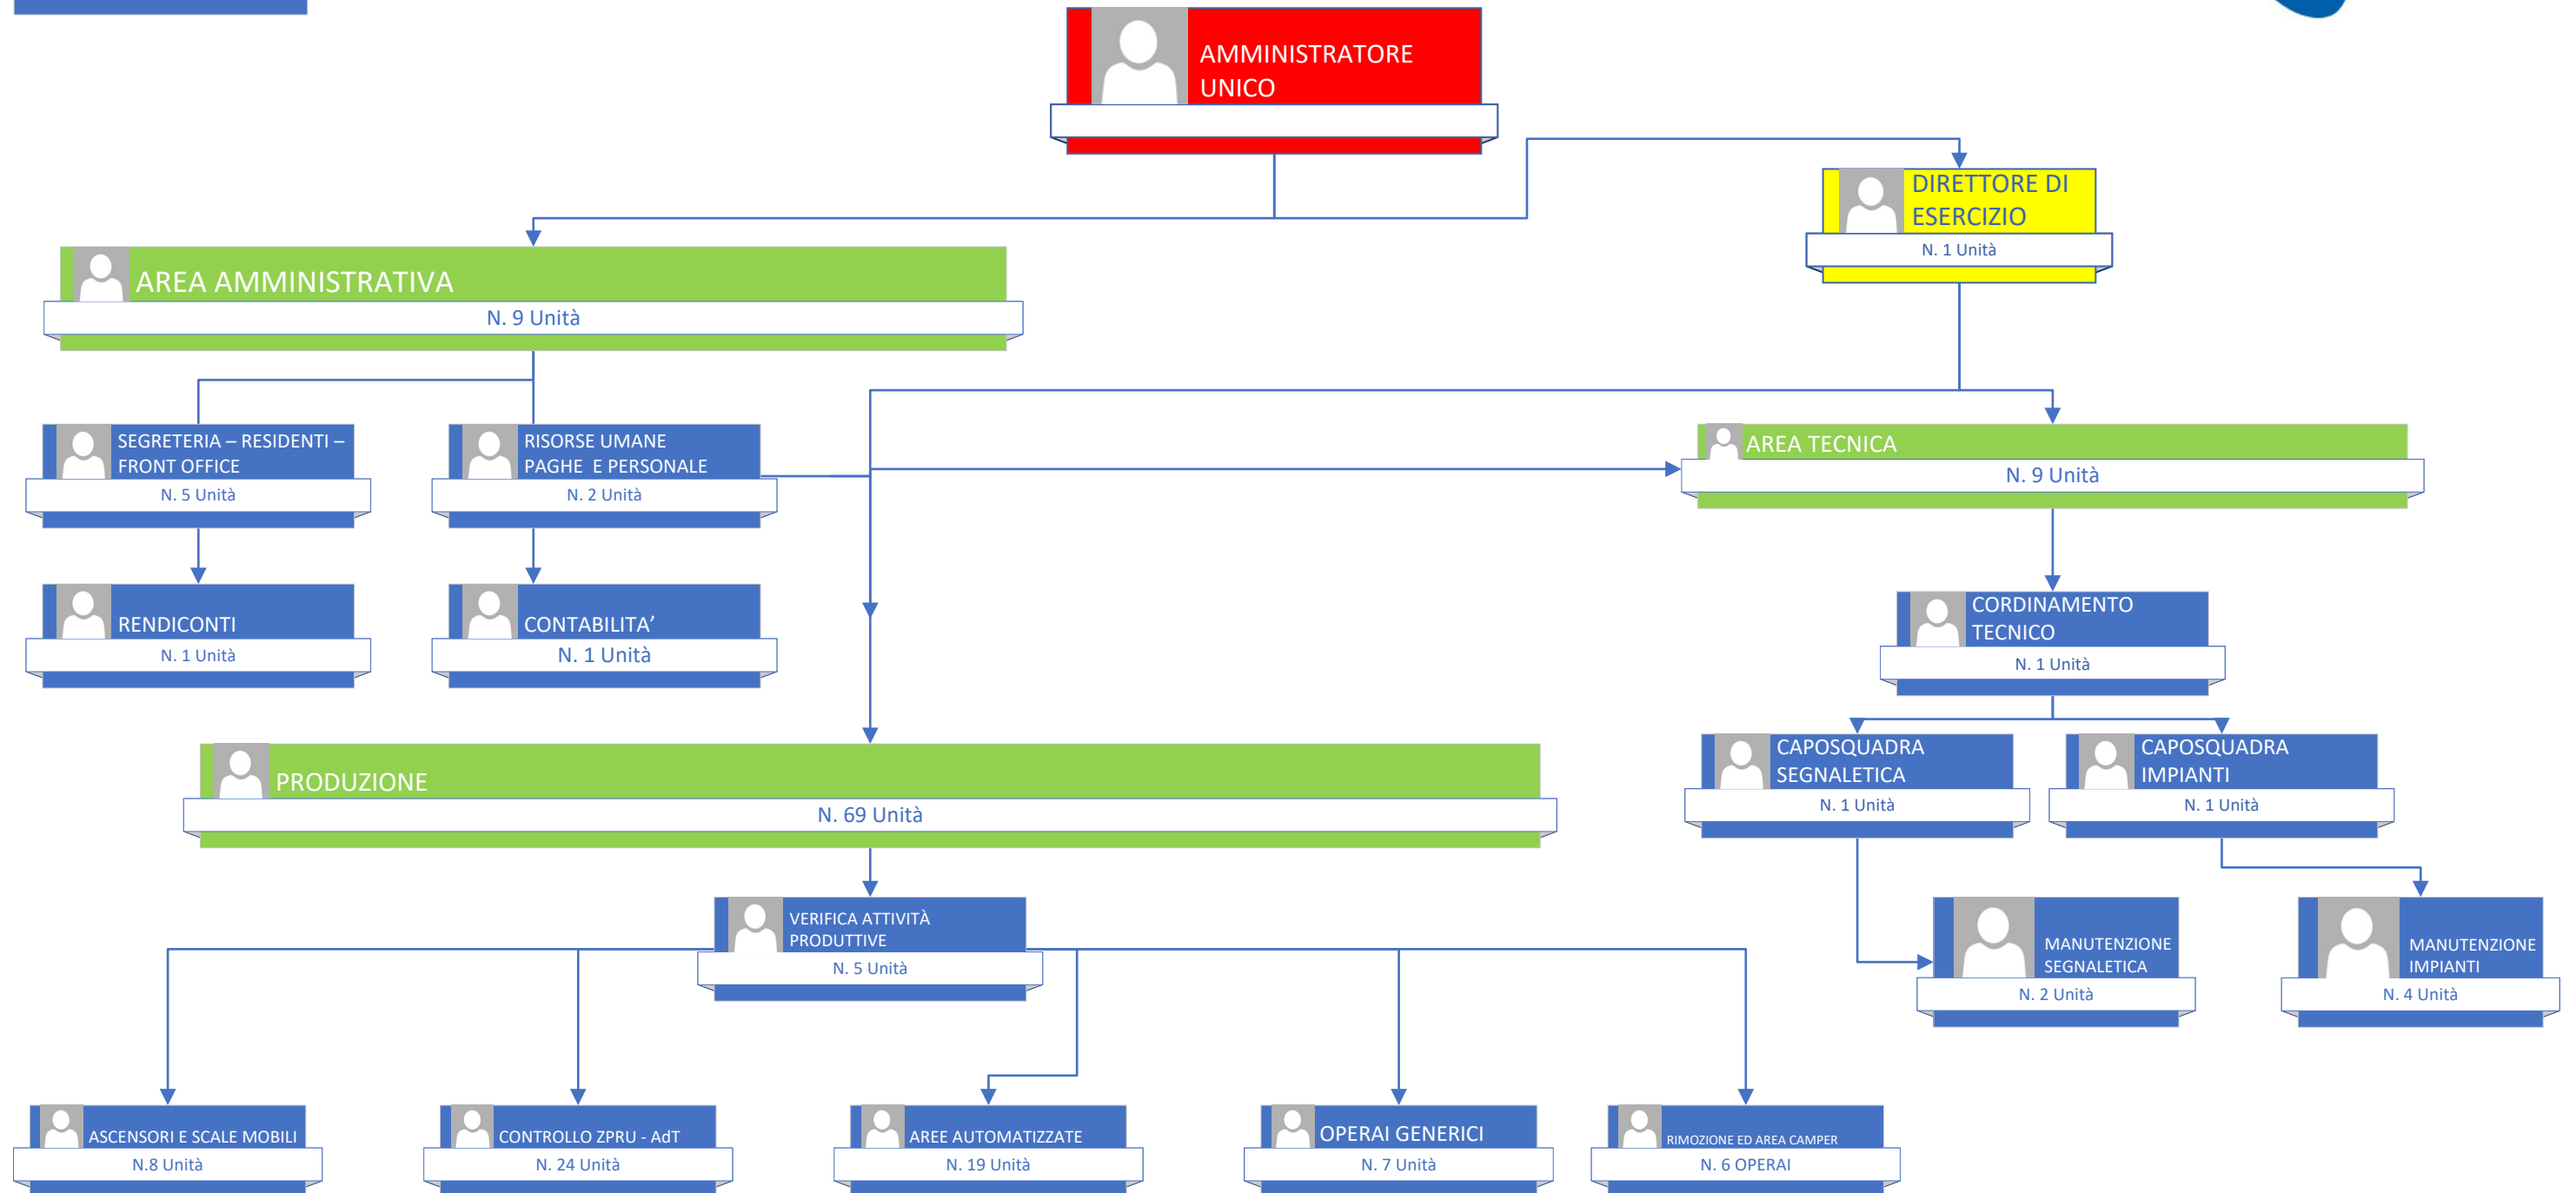 AMMINISTRATORE
UNICO
DIRETTORE DI
ESERCIZIO
N. 1 Unità
AREA AMMINISTRATIVA
N. 9 Unità
SEGRETERIA – RESIDENTI –
FRONT OFFICE
N. 5 Unità
RISORSE UMANE
PAGHE E PERSONALE
N. 2 Unità
AREA TECNICA
N. 9 Unità
RENDICONTI
N. 1 Unità
CONTABILITA’
N. 1 Unità
CORDINAMENTO
TECNICO
N. 1 Unità
PRODUZIONE
N. 69 Unità
CAPOSQUADRA
SEGNALETICA
N. 1 Unità
CAPOSQUADRA
IMPIANTI
N. 1 Unità
VERIFICA ATTIVITÀ
PRODUTTIVE
N. 5 Unità
MANUTENZIONE
SEGNALETICA
N. 2 Unità
MANUTENZIONE
IMPIANTI
N. 4 Unità
ASCENSORI E SCALE MOBILI
N.8 Unità
CONTROLLO ZPRU - AdT
N. 24 Unità
AREE AUTOMATIZZATE
N. 19 Unità
OPERAI GENERICI
N. 7 Unità
RIMOZIONE ED AREA CAMPER
N. 6 OPERAI